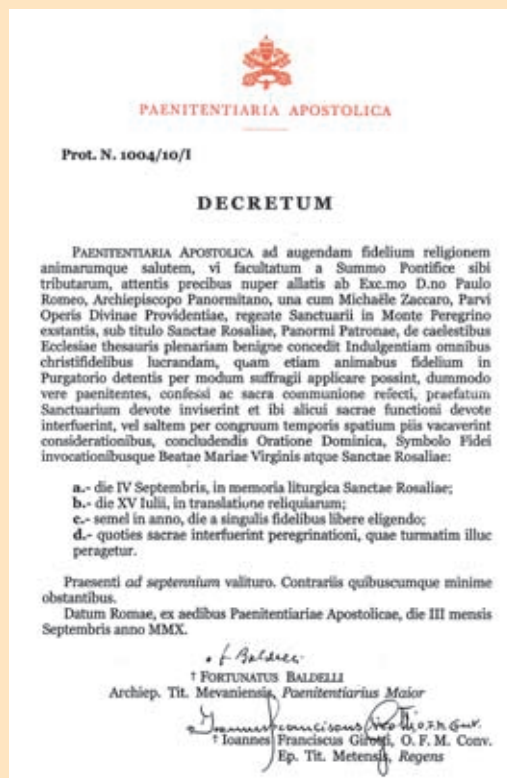 PAENITENTIARIA APOSTOLICA
Prot. N. 1004/10/I
DECRETUM
PAENITENTIARIA APOSTOLICA ad augendam fidelium religionem
animarumque salutem, vi facultatum a Summo Pontifice sibi
tributarum, attentis precibus nuper allatis ab Exc.mo D.no Paulo
Romeo, Archiepiscopo Panormitano, una cum Michaële Zaccaro, Parvi
Operis Divinae Providentiae, regente Sanctuarii in Monte Peregrino
exstantis, sub titulo Sanctae Rosaliae, Panormi Patronae, de caelestibus
Ecclesiae thesauris plenariam benigne concedit Indulgentiam omnibus
christifidelibus lucrandam, quam etiam animabus fidelium in
Purgatorio detentis per modum suffragii applicare possint, dummodo
vere paenitentes, confessi ac sacra communione refecti, praefatum
Sanctuarium devote inviserint et ibi alicui sacrae functioni devote
interfuerint, vel saltem per congruum temporis spatium piis vacaverint
considerationibus, concludendis Oratione Dominica, Symbolo Fidei
invocationibusque Beatae Mariae Virginis atque Sanctae Rosaliae:
a.- die IV Septembris, in memoria liturgica Sanctae Rosaliae;
b.- die XV Iulii, in translatione reliquiarum;
c.- semel in anno, die a singulis fidelibus libere eligendo;
d.- quoties sacrae interfuerint peregrinationi, quae turmatim illuc
peragetur.
Praesenti ad septennium valituro. Contrariis quibuscumque minime
obstantibus.
Datum Romae, ex aedibus Paenitentiariae Apostolicae, die III mensis
Septembris anno MMX.
† FORTUNATUS BALDELLI
Archiep. Tit. Mevaniensis, Paenitentiarius Maior
† Ioannes Franciscus Girotti, O. F. M. Conv.
Ep. Tit. Metensis, Regens